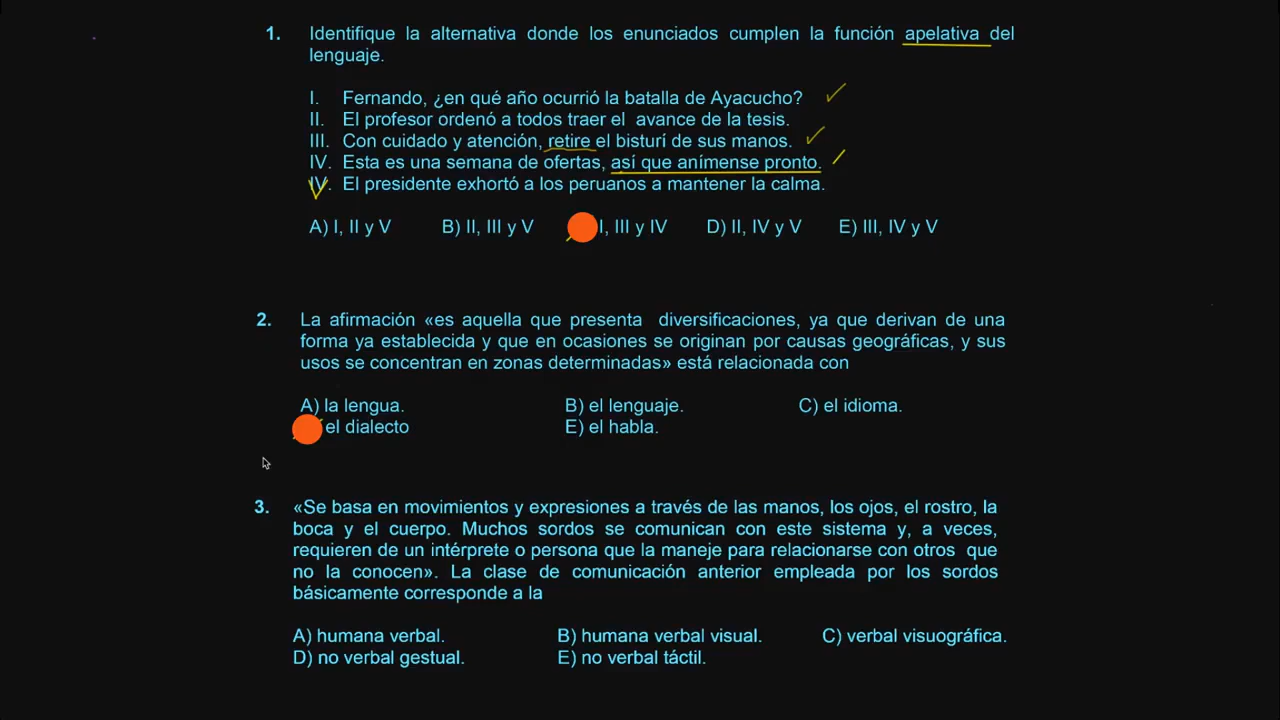 1. Identifique la alternativa donde los enunciados cumplen la función apelativa del
lenguaje.
I. Fernando, ¿en qué año ocurrió la batalla de Ayacucho?
II. El profesor ordenó a todos traer el avance de la tesis.
III. Con cuidado y atención, retire el bisturí de sus manos.
IV. Esta es una semana de ofertas, así que anímense pronto.
IV. El presidente exhortó a los peruanos a mantener la calma.
A) I, II y V B) II, III y V I, III y IV D) II, IV y V E) III, IV y V
2. La afirmación «es aquella que presenta diversificaciones, ya que derivan de una
forma ya establecida y que en ocasiones se originan por causas geográficas, y sus
usos se concentran en zonas determinadas» está relacionada con
A) la lengua. B) el lenguaje. C) el idioma.
el dialecto E) el habla.
3. «Se basa en movimientos y expresiones a través de las manos, los ojos, el rostro, la
boca y el cuerpo. Muchos sordos se comunican con este sistema y, a veces,
requieren de un intérprete o persona que la maneje para relacionarse con otros que
no la conocen». La clase de comunicación anterior empleada por los sordos
básicamente corresponde a la
A) humana verbal. B) humana verbal visual. C) verbal visuográfica.
D) no verbal gestual. E) no verbal táctil.